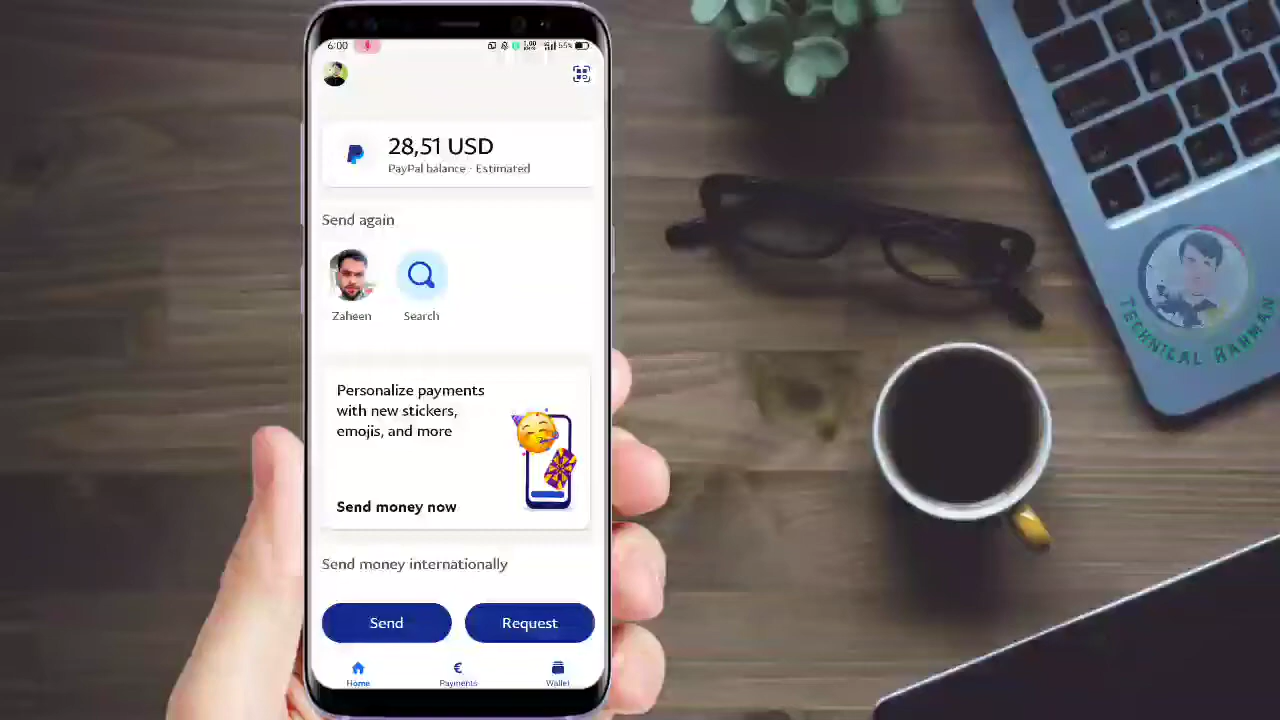 6:00
55%
28,51 USD
PayPal balance · Estimated
Send again
Zaheen
Search
Personalize payments
with new stickers,
emojis, and more
Send money now
Send money internationally
Send
Request
Home
Payments
Wallet
TECHNICAL RAHMAN